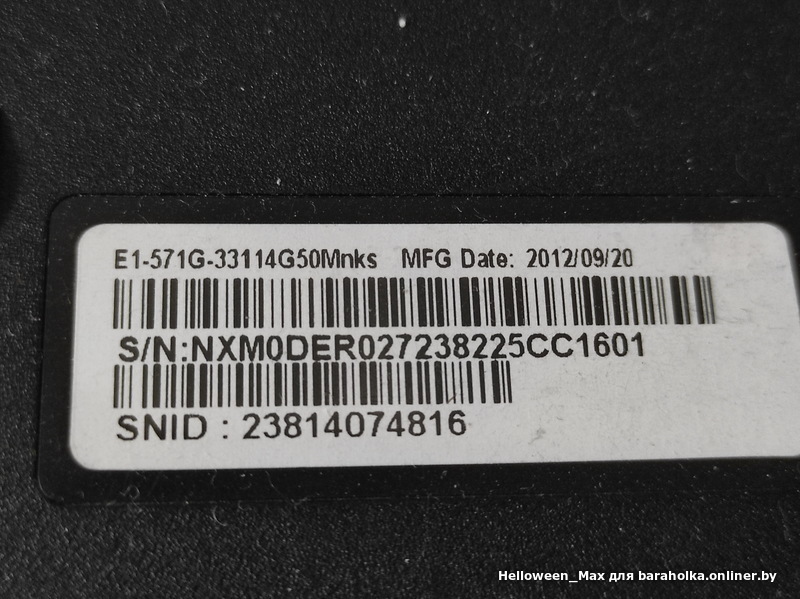 E1-571G-33114G50Mnks MFG Date: 2012/09/20
S/N:NXM0DER027238225CC1601
SNID : 23814074816
Helloween_Max для baraholka.onliner.by